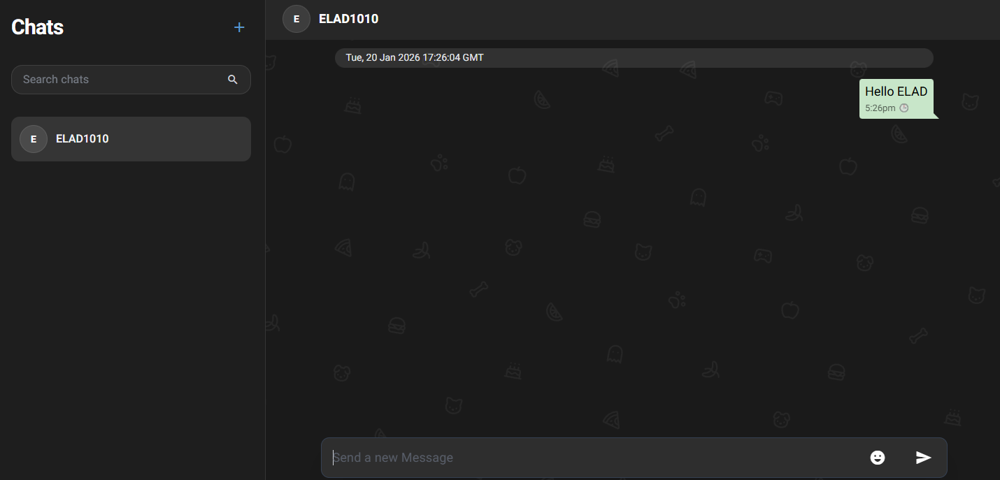 Chats
+
Search chats
E
ELAD1010
E
ELAD1010
Tue, 20 Jan 2026 17:26:04 GMT
Hello ELAD
5:26pm
Send a new Message